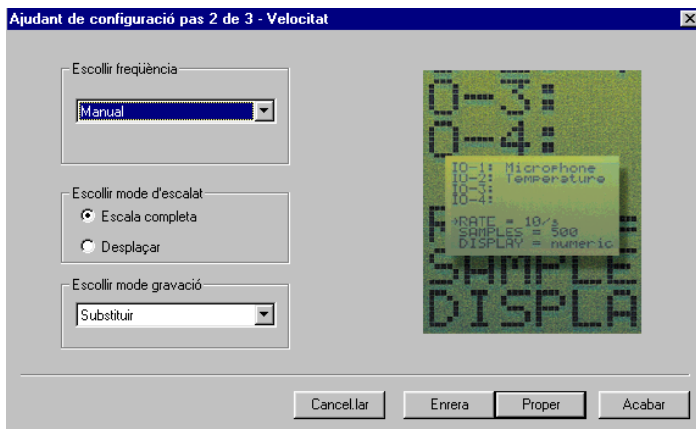 Ajudant de configuració pas 2 de 3 - Velocitat
Escollir freqüència
Manual
Escollir mode d'escalat
Escala completa
Desplaçar
Escollir mode gravació
Substituir
O-3:
O-4:
IO-1: Microphone
IO-2: Temperature
IO-3:
IO-4:
→RATE = 10/s
SAMPLES = 500
DISPLAY = numeric
SAMPLE
DISPLA
Cancel.lar
Enrera
Proper
Acabar